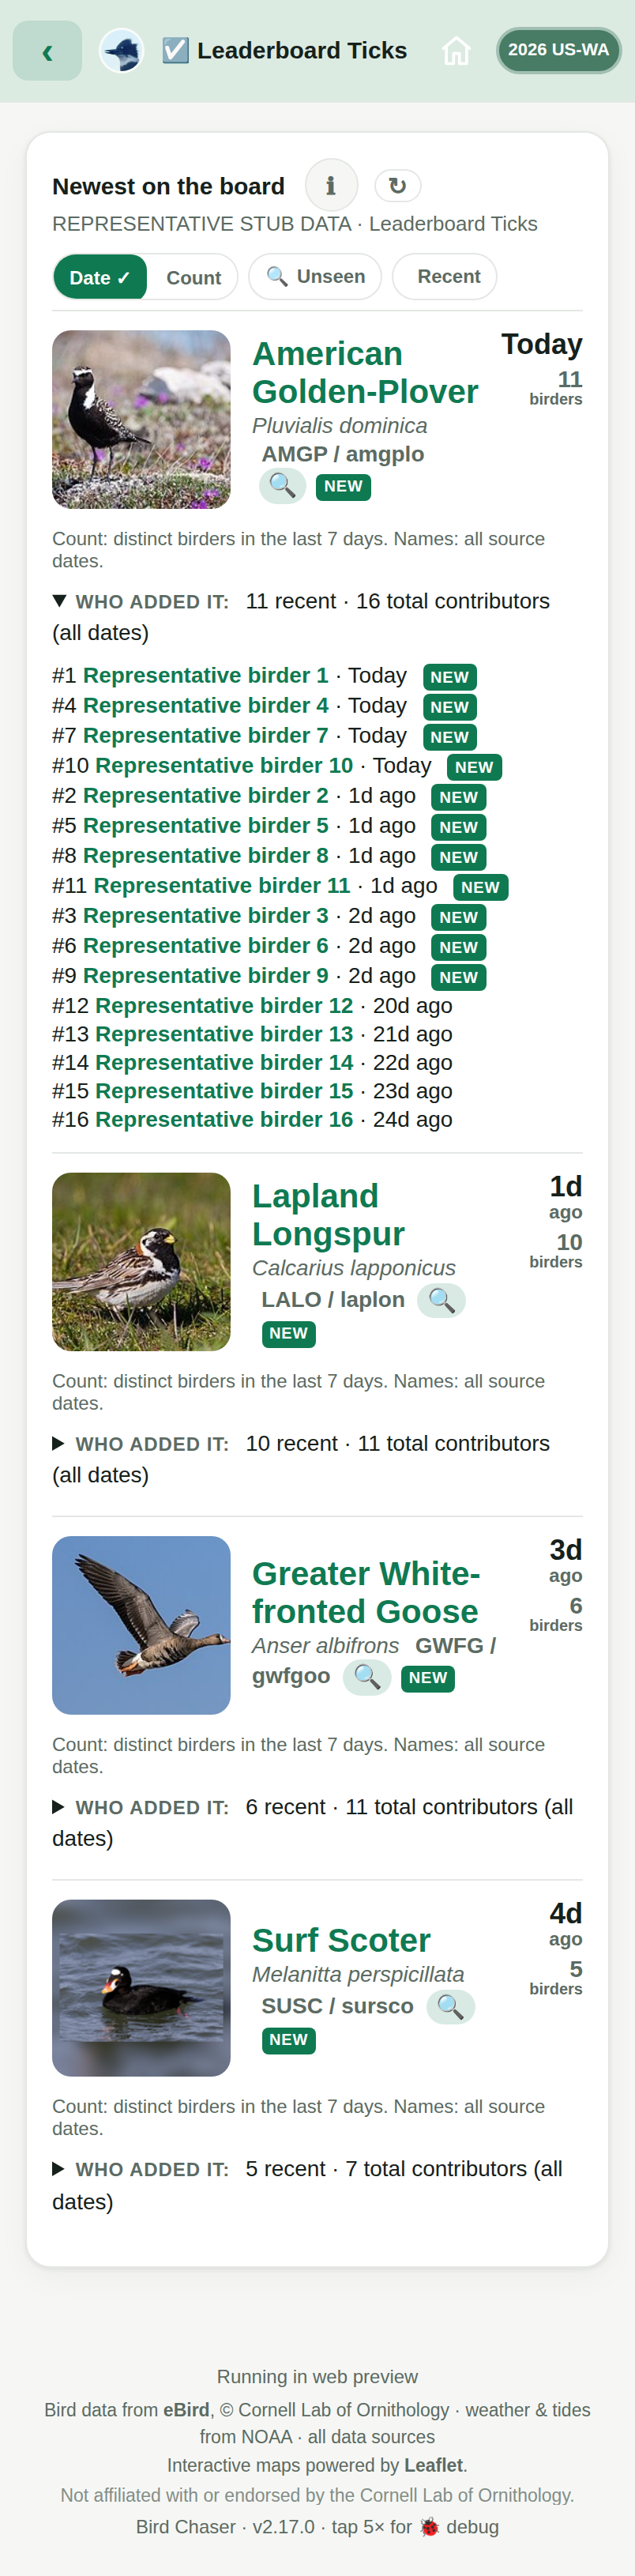 ‹ ☑️ Leaderboard Ticks 2026 US-WA
Newest on the board ℹ ↻
REPRESENTATIVE STUB DATA · Leaderboard Ticks
Date ✓ Count 🔍 Unseen Recent
American
Golden-Plover
Pluvialis dominica
AMGP / amgplo
🔍 NEW
Today
11
birders
Count: distinct birders in the last 7 days. Names: all source
dates.
▼ WHO ADDED IT: 11 recent · 16 total contributors
(all dates)
#1 Representative birder 1 · Today NEW
#4 Representative birder 4 · Today NEW
#7 Representative birder 7 · Today NEW
#10 Representative birder 10 · Today NEW
#2 Representative birder 2 · 1d ago NEW
#5 Representative birder 5 · 1d ago NEW
#8 Representative birder 8 · 1d ago NEW
#11 Representative birder 11 · 1d ago NEW
#3 Representative birder 3 · 2d ago NEW
#6 Representative birder 6 · 2d ago NEW
#9 Representative birder 9 · 2d ago NEW
#12 Representative birder 12 · 20d ago
#13 Representative birder 13 · 21d ago
#14 Representative birder 14 · 22d ago
#15 Representative birder 15 · 23d ago
#16 Representative birder 16 · 24d ago
Lapland
Longspur
Calcarius lapponicus
LALO / laplon 🔍
NEW
1d
ago
10
birders
Count: distinct birders in the last 7 days. Names: all source
dates.
▶ WHO ADDED IT: 10 recent · 11 total contributors
(all dates)
Greater White-
fronted Goose
Anser albifrons GWFG /
gwfgoo 🔍 NEW
3d
ago
6
birders
Count: distinct birders in the last 7 days. Names: all source
dates.
▶ WHO ADDED IT: 6 recent · 11 total contributors (all
dates)
Surf Scoter
Melanitta perspicillata
SUSC / sursco 🔍
NEW
4d
ago
5
birders
Count: distinct birders in the last 7 days. Names: all source
dates.
▶ WHO ADDED IT: 5 recent · 7 total contributors (all
dates)
Running in web preview
Bird data from eBird, © Cornell Lab of Ornithology · weather & tides
from NOAA · all data sources
Interactive maps powered by Leaflet.
Not affiliated with or endorsed by the Cornell Lab of Ornithology.
Bird Chaser · v2.17.0 · tap 5× for 🐞 debug